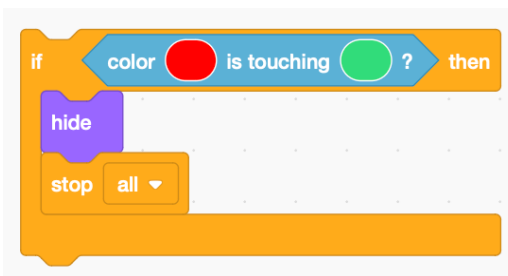 if color is touching ? then
hide
stop all